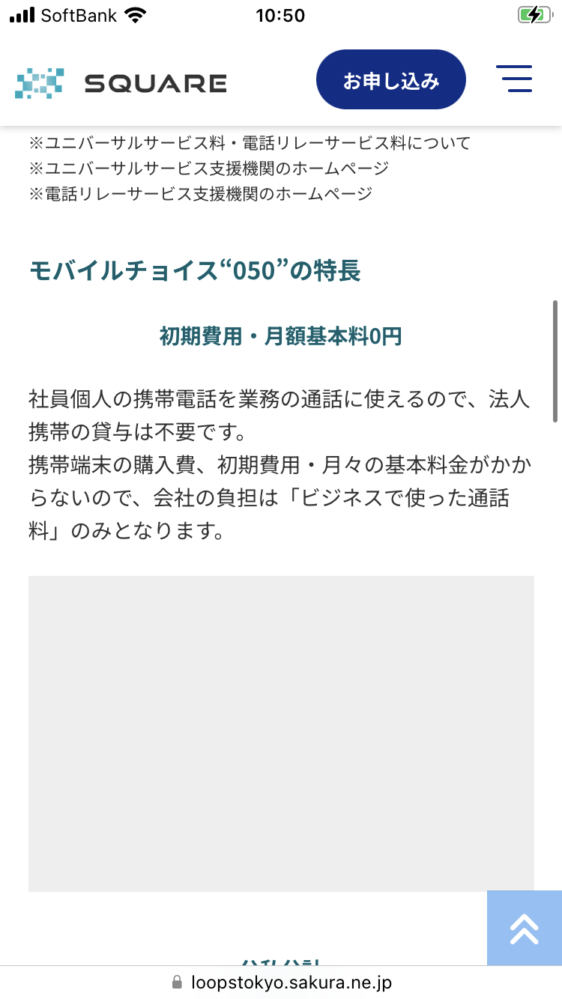 SoftBank 10:50
SQUARE お申し込み
※ユニバーサルサービス料・電話リレーサービス料について
※ユニバーサルサービス支援機関のホームページ
※電話リレーサービス支援機関のホームページ
モバイルチョイス“050”の特長
初期費用・月額基本料0円
社員個人の携帯電話を業務の通話に使えるので、法人
携帯の貸与は不要です。
携帯端末の購入費、初期費用・月々の基本料金がかか
らないので、会社の負担は「ビジネスで使った通話
料」のみとなります。
loopstokyo.sakura.ne.jp